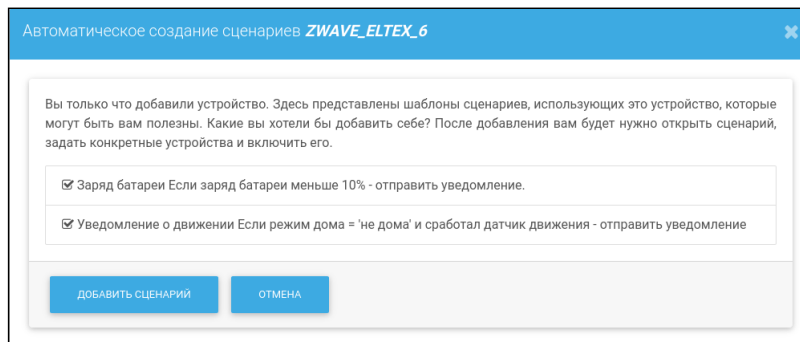 Автоматическое создание сценариев ZWAVE_ELTEX_6
Вы только что добавили устройство. Здесь представлены шаблоны сценариев, использующих это устройство, которые
могут быть вам полезны. Какие вы хотели бы добавить себе? После добавления вам будет нужно открыть сценарий,
задать конкретные устройства и включить его.
Заряд батареи Если заряд батареи меньше 10% - отправить уведомление.
Уведомление о движении Если режим дома = 'не дома' и сработал датчик движения - отправить уведомление
ДОБАВИТЬ СЦЕНАРИЙ ОТМЕНА